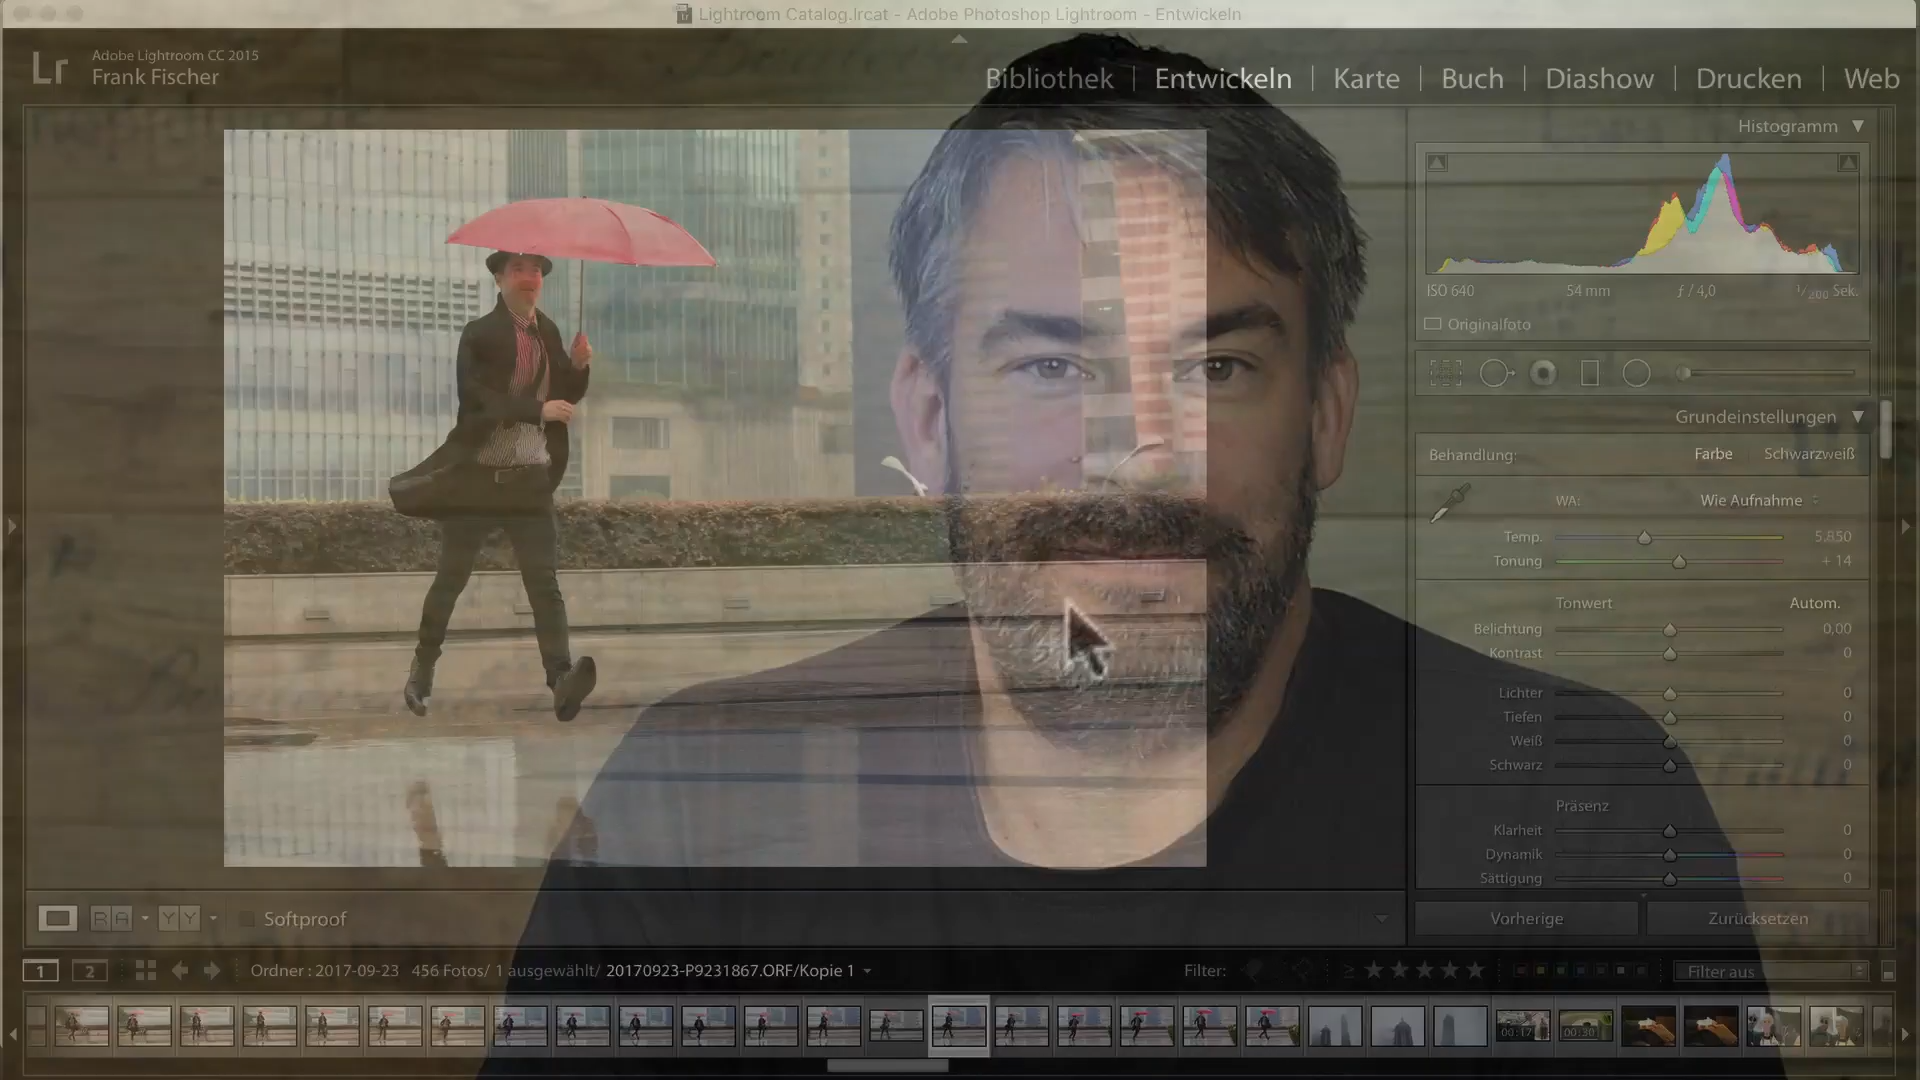 Lightroom Catalog.lrcat - Adobe Photoshop Lightroom - Entwickeln
Lr
Adobe Lightroom CC 2015
Frank Fischer
Bibliothek | Entwickeln | Karte | Buch | Diashow | Drucken | Web
Histogramm
ISO 640 54 mm ƒ / 4,0 1/200 Sek.
Originalfoto
Grundeinstellungen
Behandlung: Farbe Schwarzweiß
WA: Wie Aufnahme
Temp. 5.850
Tonung + 14
Tonwert Autom.
Belichtung 0,00
Kontrast 0
Lichter 0
Tiefen 0
Weiß 0
Schwarz 0
Präsenz
Klarheit 0
Dynamik 0
Sättigung 0
R A Y Y Softproof
Vorherige Zurücksetzen
1 2 Ordner : 2017-09-23 456 Fotos/ 1 ausgewählt/ 20170923-P9231867.ORF/Kopie 1 Filter: ≥ ★★★★★ Filter aus
00:17 00:30